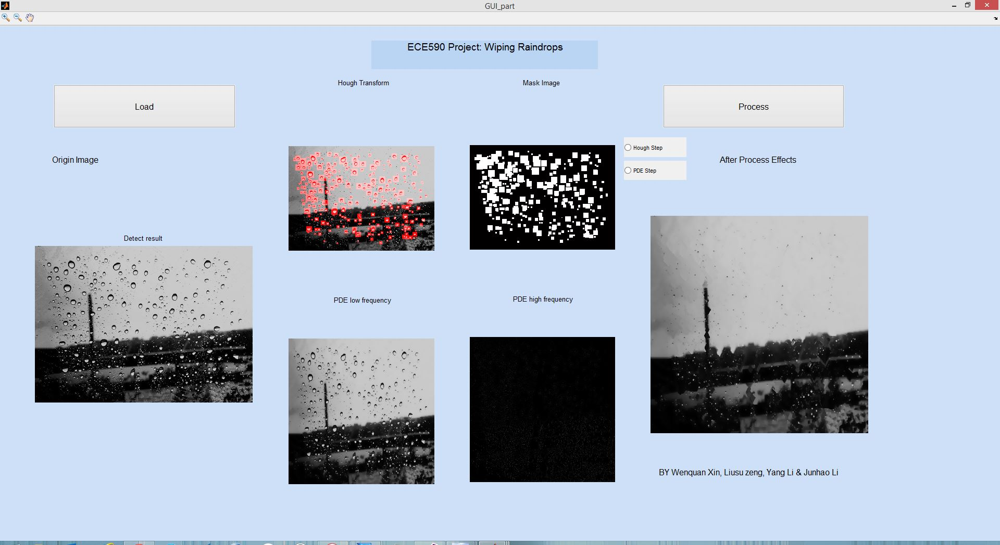 GUI_part
ECE590 Project: Wiping Raindrops
Hough Transform
Mask Image
Load
Process
Hough Step
PDE Step
Origin Image
After Process Effects
Detect result
PDE low frequency
PDE high frequency
BY Wenquan Xin, Liusu zeng, Yang Li & Junhao Li